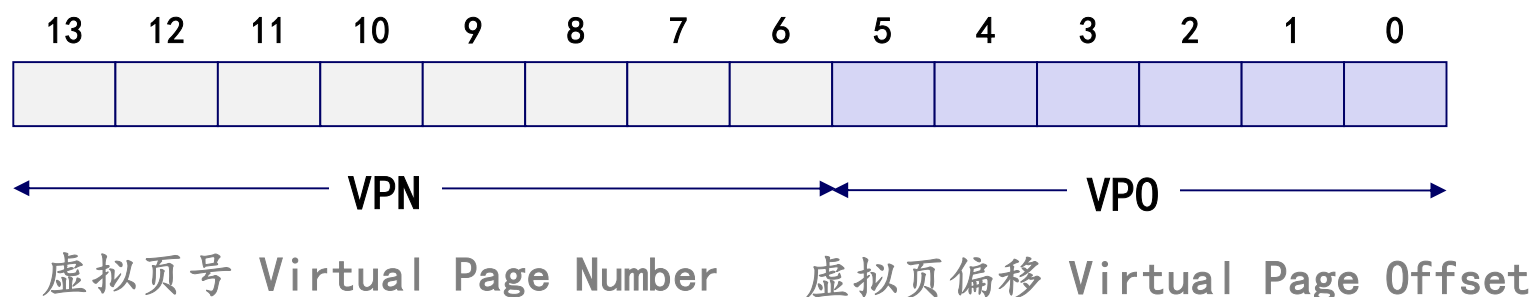 13 12 11 10 9 8 7 6 5 4 3 2 1 0
VPN VPO
虚拟页号 Virtual Page Number 虚拟页偏移 Virtual Page Offset